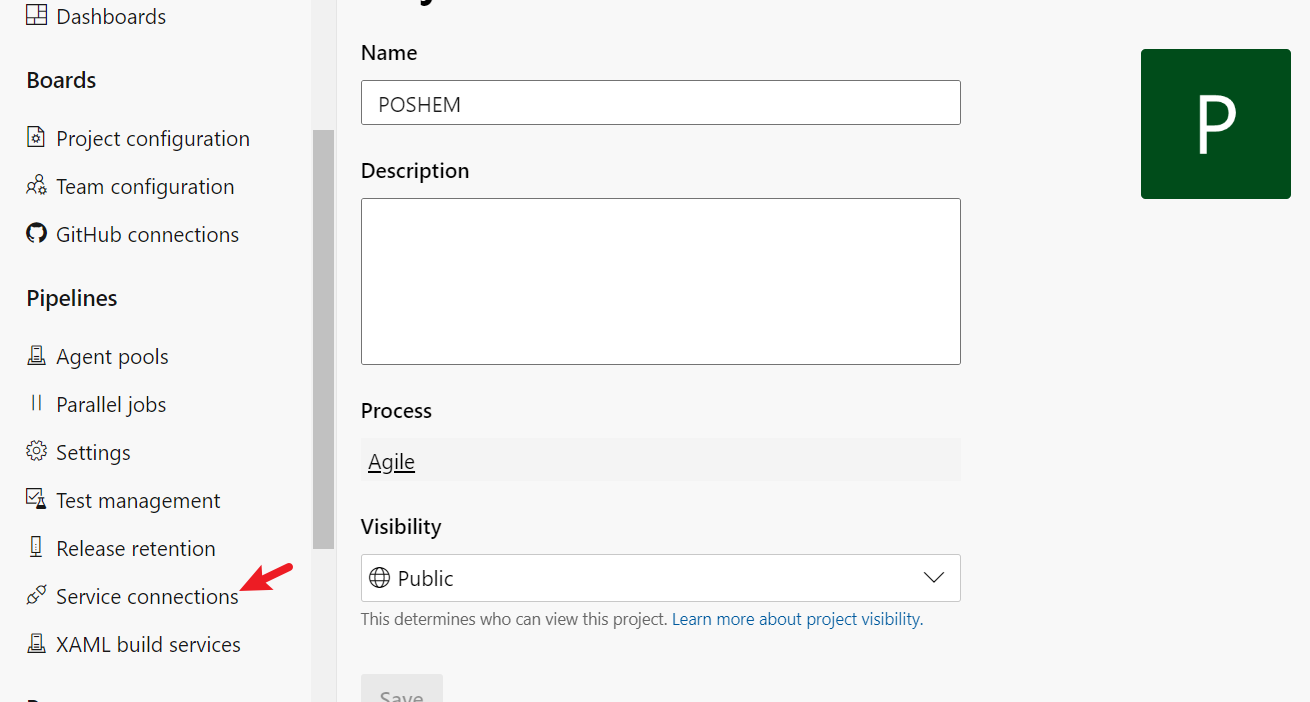 Dashboards
Boards
Project configuration
Team configuration
GitHub connections
Pipelines
Agent pools
Parallel jobs
Settings
Test management
Release retention
Service connections
XAML build services
Name
POSHEM
Description
Process
Agile
Visibility
Public
This determines who can view this project. Learn more about project visibility.
Save
P